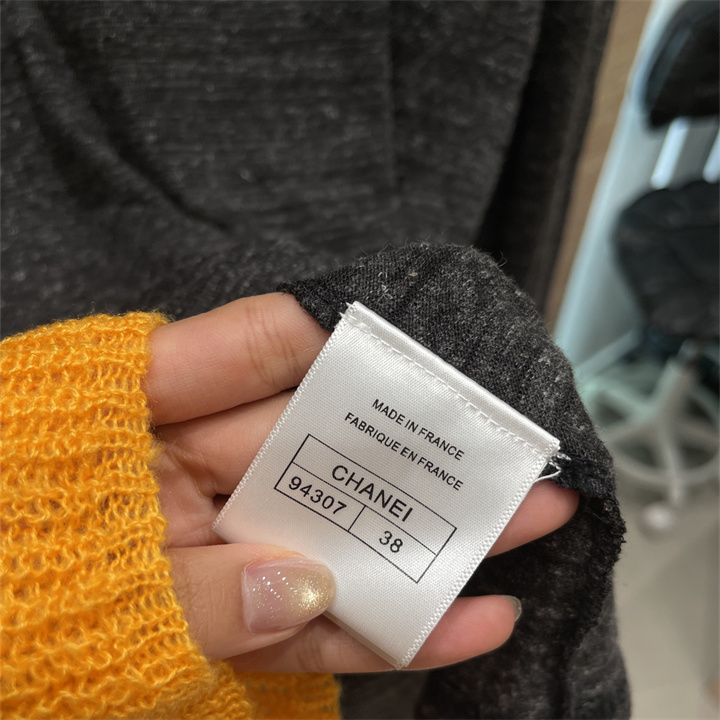 MADE IN FRANCE
FABRIQUE EN FRANCE
CHANEI
94307 38